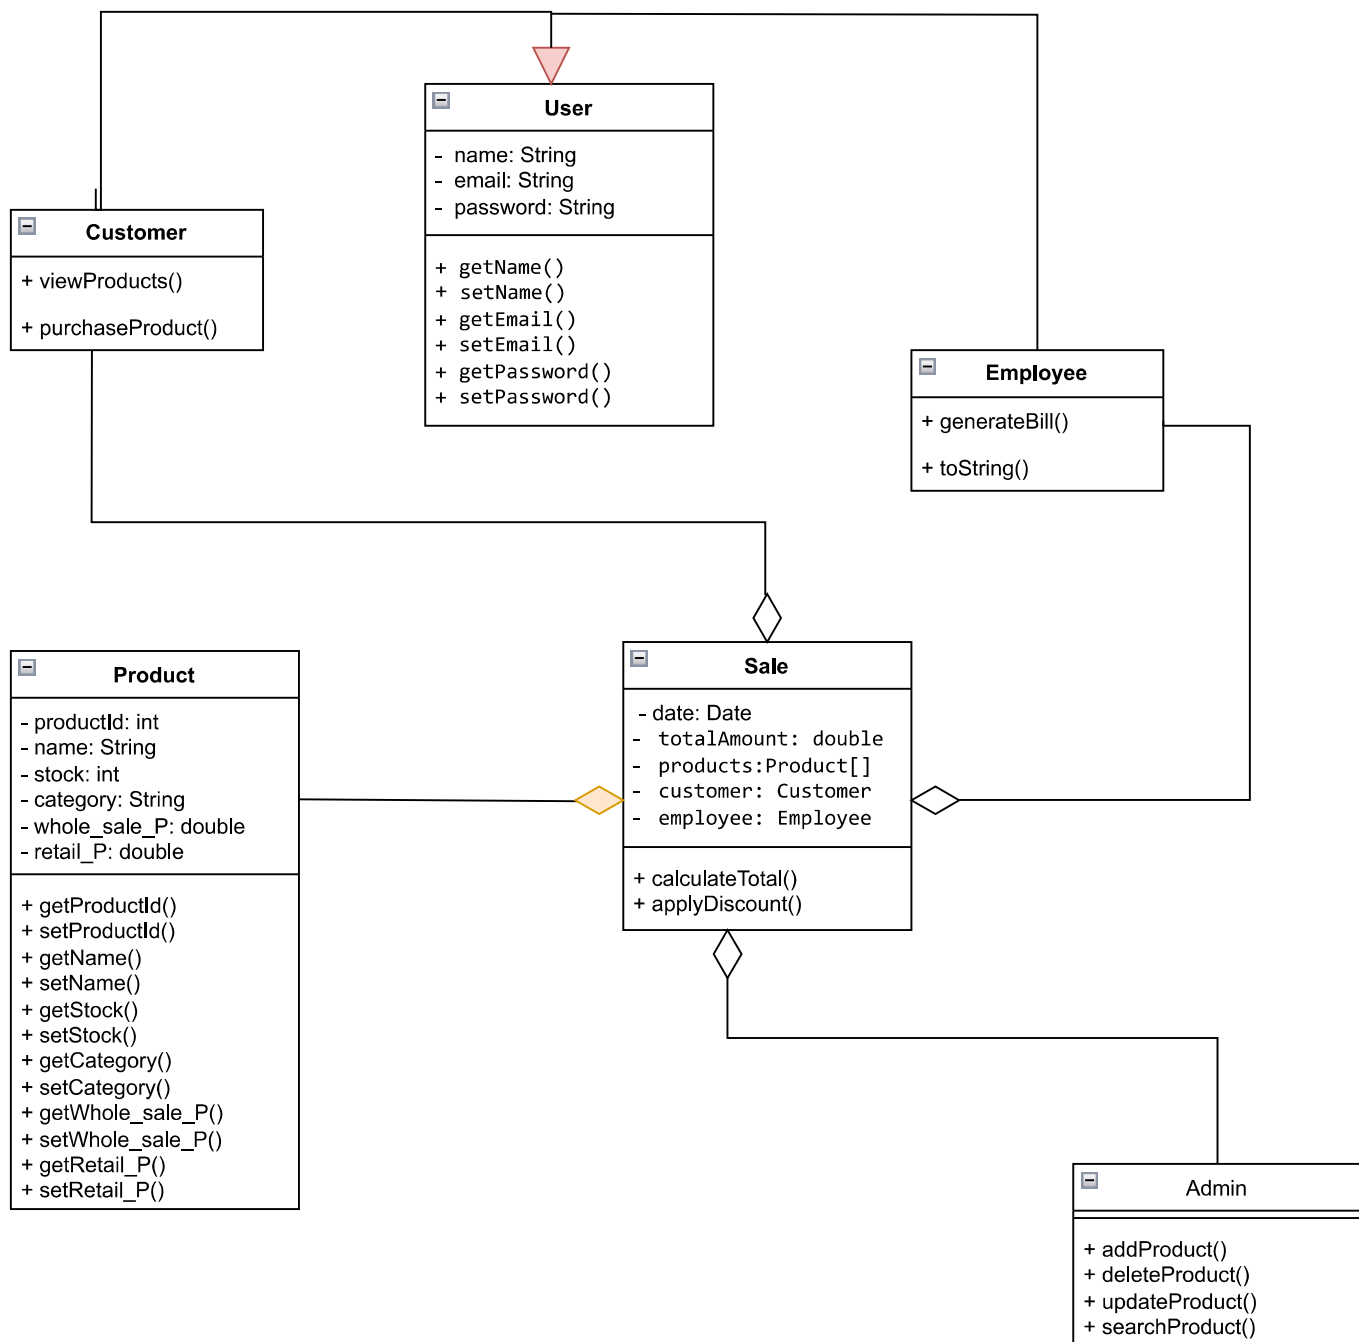 User
- name: String
- email: String
- password: String
+ getName()
+ setName()
+ getEmail()
+ setEmail()
+ getPassword()
+ setPassword()
Customer
+ viewProducts()
+ purchaseProduct()
Employee
+ generateBill()
+ toString()
Product
- productId: int
- name: String
- stock: int
- category: String
- whole_sale_P: double
- retail_P: double
+ getProductId()
+ setProductId()
+ getName()
+ setName()
+ getStock()
+ setStock()
+ getCategory()
+ setCategory()
+ getWhole_sale_P()
+ setWhole_sale_P()
+ getRetail_P()
+ setRetail_P()
Sale
- date: Date
- totalAmount: double
- products:Product[]
- customer: Customer
- employee: Employee
+ calculateTotal()
+ applyDiscount()
Admin
+ addProduct()
+ deleteProduct()
+ updateProduct()
+ searchProduct()